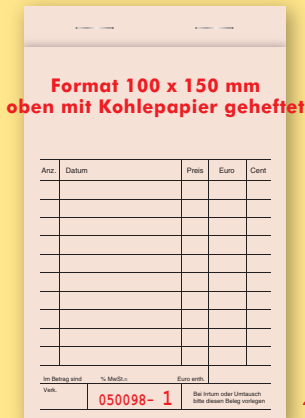 Format 100 x 150 mm
oben mit Kohlepapier geheftet
Anz. Datum Preis Euro Cent
Im Betrag sind % MwSt.= Euro enth.
Verk. 050098- 1 Bei Irrtum oder Umtausch
bitte diesen Beleg vorlegen